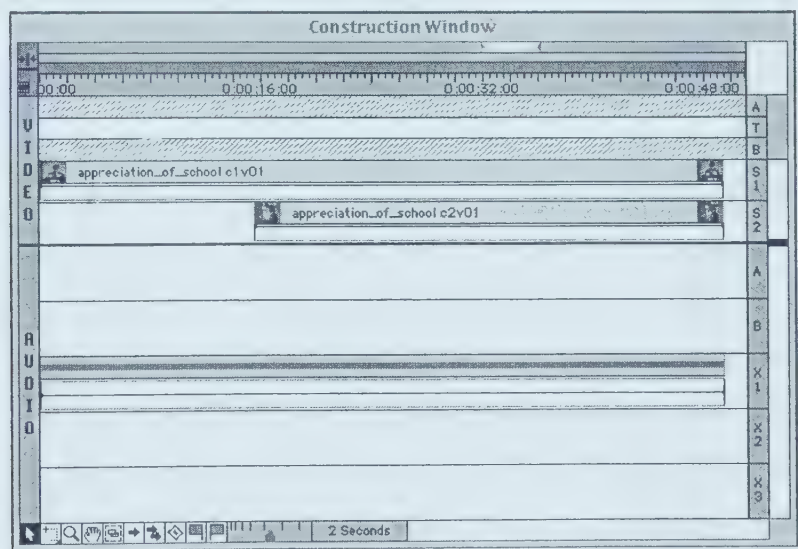 Construction Window
00:00 0:00:16:00 0:00:32:00 0:00:48:00
VIDEO
A
T
B
appreciation_of_school c1v01 S1
appreciation_of_school c2v01 S2
AUDIO
A
B
X1
X2
X3
2 Seconds